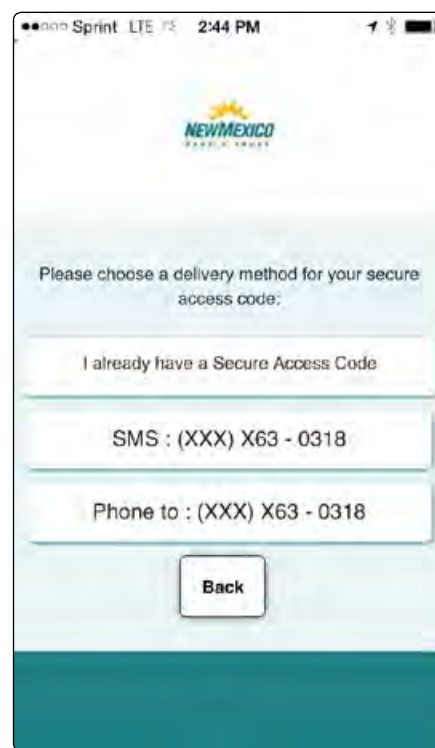 Sprint LTE 2:44 PM
NEWMEXICO
Please choose a delivery method for your secure
access code:
I already have a Secure Access Code
SMS : (XXX) X63 - 0318
Phone to : (XXX) X63 - 0318
Back